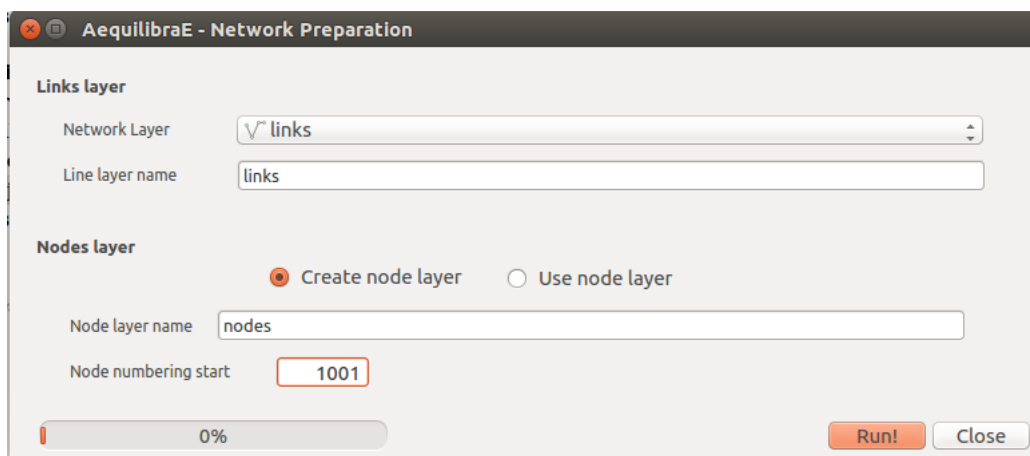 AequilibraE - Network Preparation
Links layer
Network Layer links
Line layer name links
Nodes layer
Create node layer Use node layer
Node layer name nodes
Node numbering start 1001
0% Run! Close